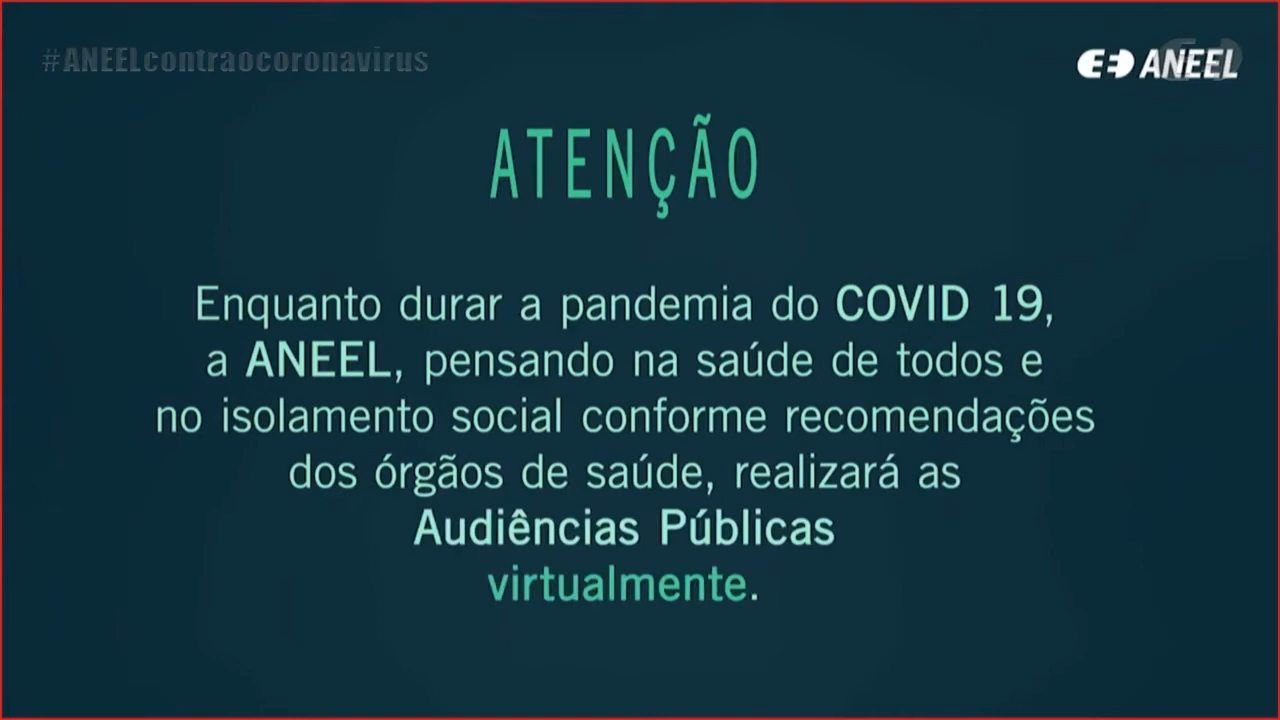 #ANEELcontraocoronavirus
ANEEL
ATENÇÃO
Enquanto durar a pandemia do COVID 19,
a ANEEL, pensando na saúde de todos e
no isolamento social conforme recomendações
dos órgãos de saúde, realizará as
Audiências Públicas
virtualmente.